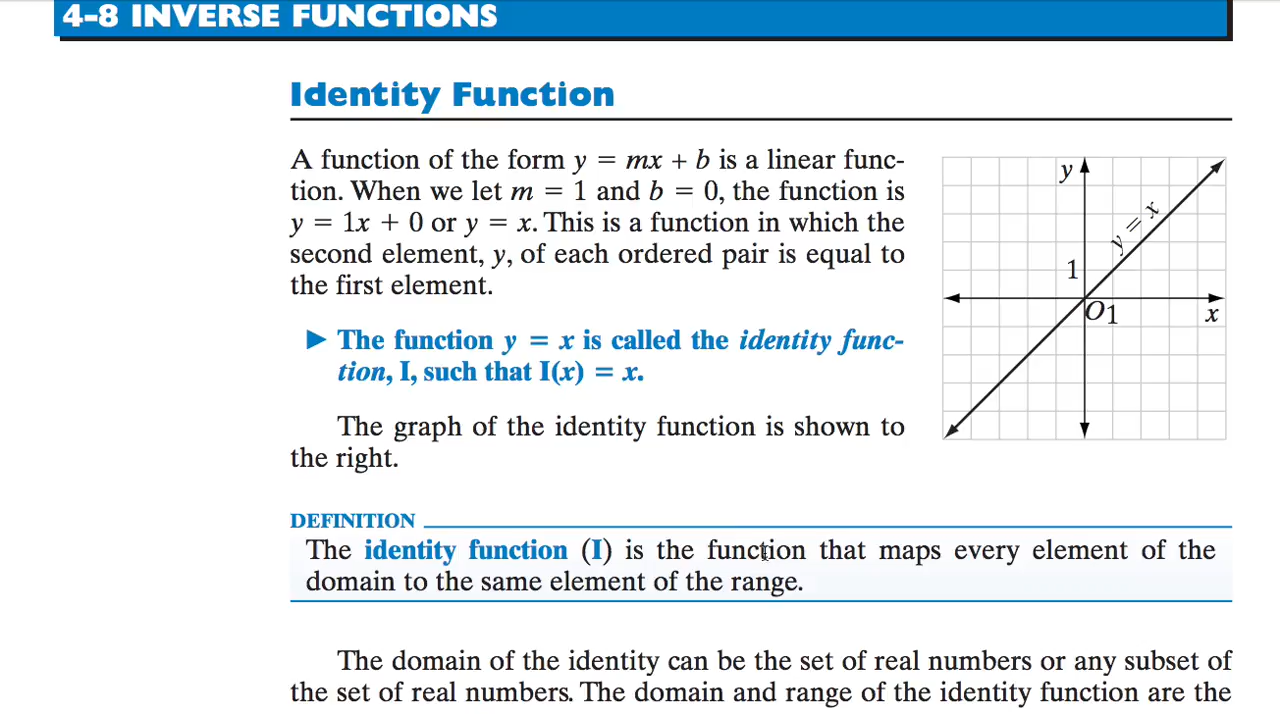 4-8 INVERSE FUNCTIONS
Identity Function
A function of the form y = mx + b is a linear func-
tion. When we let m = 1 and b = 0, the function is
y = 1x + 0 or y = x. This is a function in which the
second element, y, of each ordered pair is equal to
the first element.
► The function y = x is called the identity func-
tion, I, such that I(x) = x.
The graph of the identity function is shown to
the right.
y
y = x
1
O1
x
DEFINITION
The identity function (I) is the function that maps every element of the
domain to the same element of the range.
The domain of the identity can be the set of real numbers or any subset of
the set of real numbers. The domain and range of the identity function are the